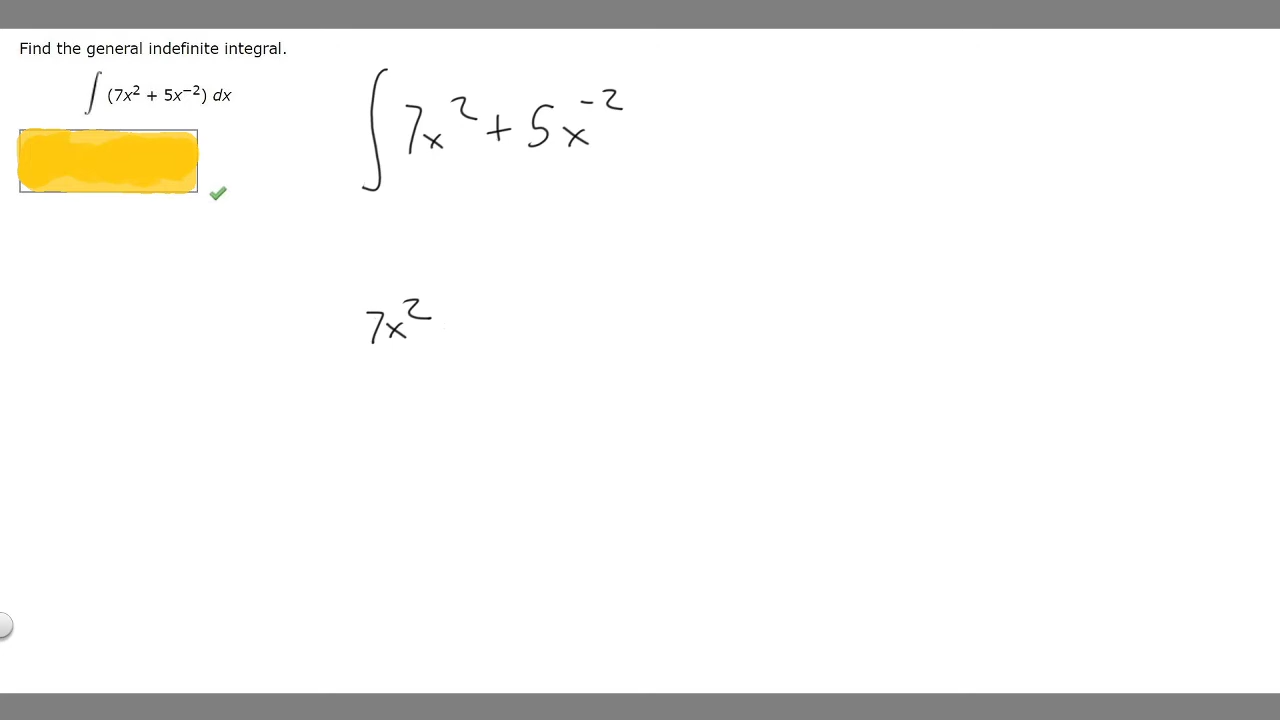 Find the general indefinite integral.
∫ (7x² + 5x⁻²) dx
∫ 7x² + 5x⁻²
7x²